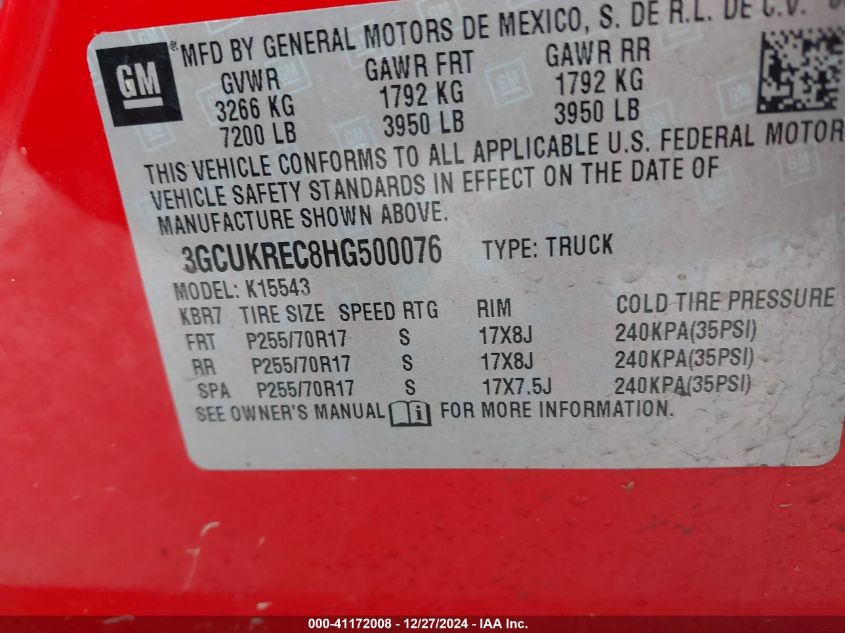 GM ® MFD BY GENERAL MOTORS DE MEXICO, S. DE R.L. DE C.V.
GVWR GAWR FRT GAWR RR
3266 KG 1792 KG 1792 KG
7200 LB 3950 LB 3950 LB
THIS VEHICLE CONFORMS TO ALL APPLICABLE U.S. FEDERAL MOTOR
VEHICLE SAFETY STANDARDS IN EFFECT ON THE DATE OF
MANUFACTURE SHOWN ABOVE.
3GCUKREC8HG500076 TYPE: TRUCK
MODEL: K15543
KBR7 TIRE SIZE SPEED RTG RIM COLD TIRE PRESSURE
FRT P255/70R17 S 17X8J 240KPA(35PSI)
RR P255/70R17 S 17X8J 240KPA(35PSI)
SPA P255/70R17 S 17X7.5J 240KPA(35PSI)
SEE OWNER'S MANUAL i FOR MORE INFORMATION.
000-41172008 | 12/27/2024 - IAA Inc.